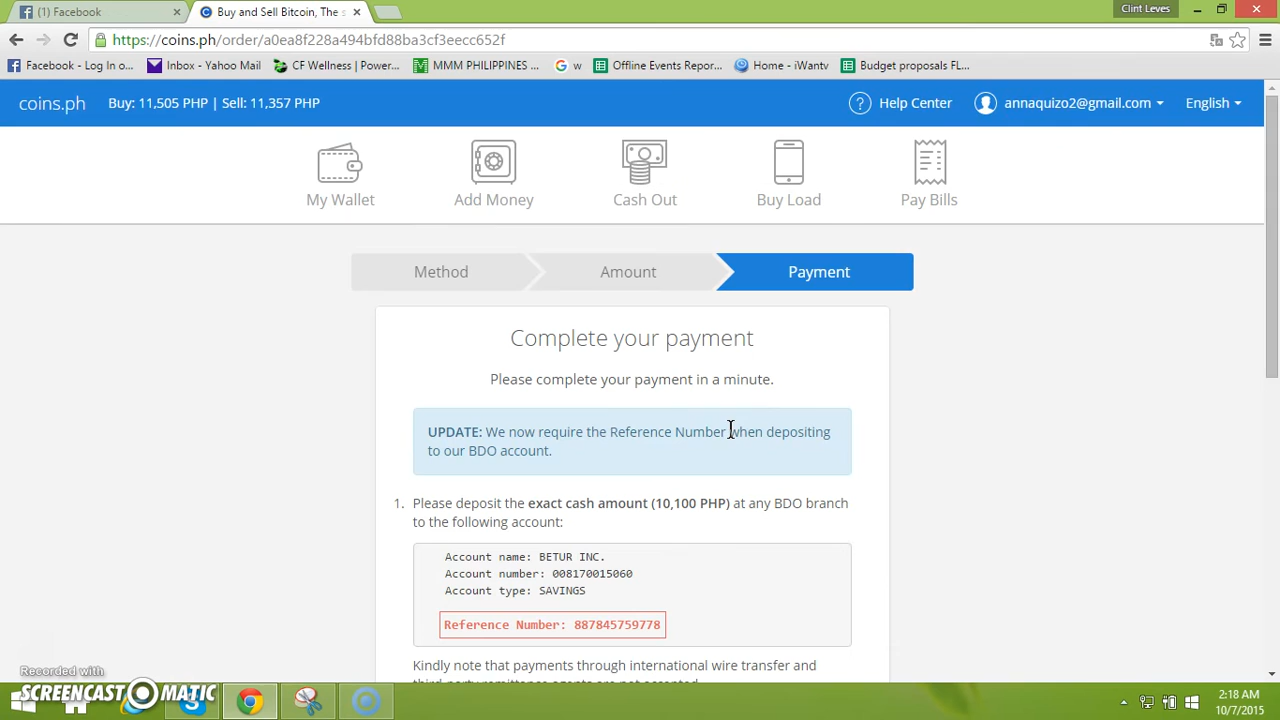 (1) Facebook
Buy and Sell Bitcoin, The s
Clint Leves
https://coins.ph/order/a0ea8f228a494bfd88ba3cf3eecc652f
Facebook - Log In o...
Inbox - Yahoo Mail
CF Wellness | Power...
MMM PHILIPPINES ...
w
Offline Events Repor...
Home - iWantv
Budget proposals FL...
coins.ph
Buy: 11,505 PHP | Sell: 11,357 PHP
? Help Center
annaquizo2@gmail.com
English
My Wallet
Add Money
Cash Out
Buy Load
Pay Bills
Method
Amount
Payment
Complete your payment
Please complete your payment in a minute.
UPDATE: We now require the Reference Number when depositing
to our BDO account.
1. Please deposit the exact cash amount (10,100 PHP) at any BDO branch
to the following account:
Account name: BETUR INC.
Account number: 008170015060
Account type: SAVINGS
Reference Number: 887845759778
Kindly note that payments through international wire transfer and
third-party remittance agents are not accepted.
Recorded with
SCREENCAST-O-MATIC
2:18 AM
10/7/2015